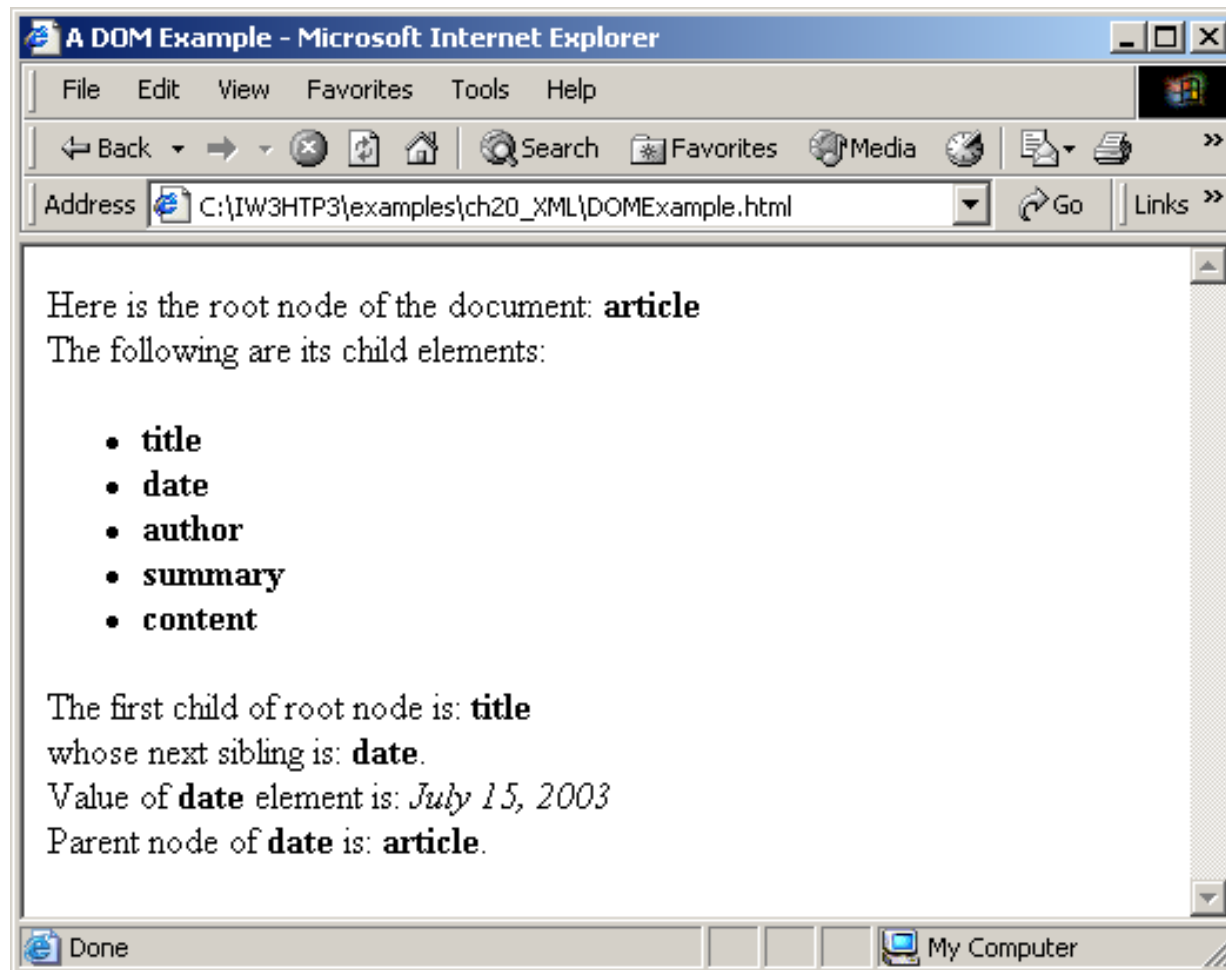 A DOM Example - Microsoft Internet Explorer
File Edit View Favorites Tools Help
Back Search Favorites Media »
Address C:\IW3HTP3\examples\ch20_XML\DOMExample.html Go Links »
Here is the root node of the document: article
The following are its child elements:
• title
• date
• author
• summary
• content
The first child of root node is: title
whose next sibling is: date.
Value of date element is: July 15, 2003
Parent node of date is: article.
Done My Computer